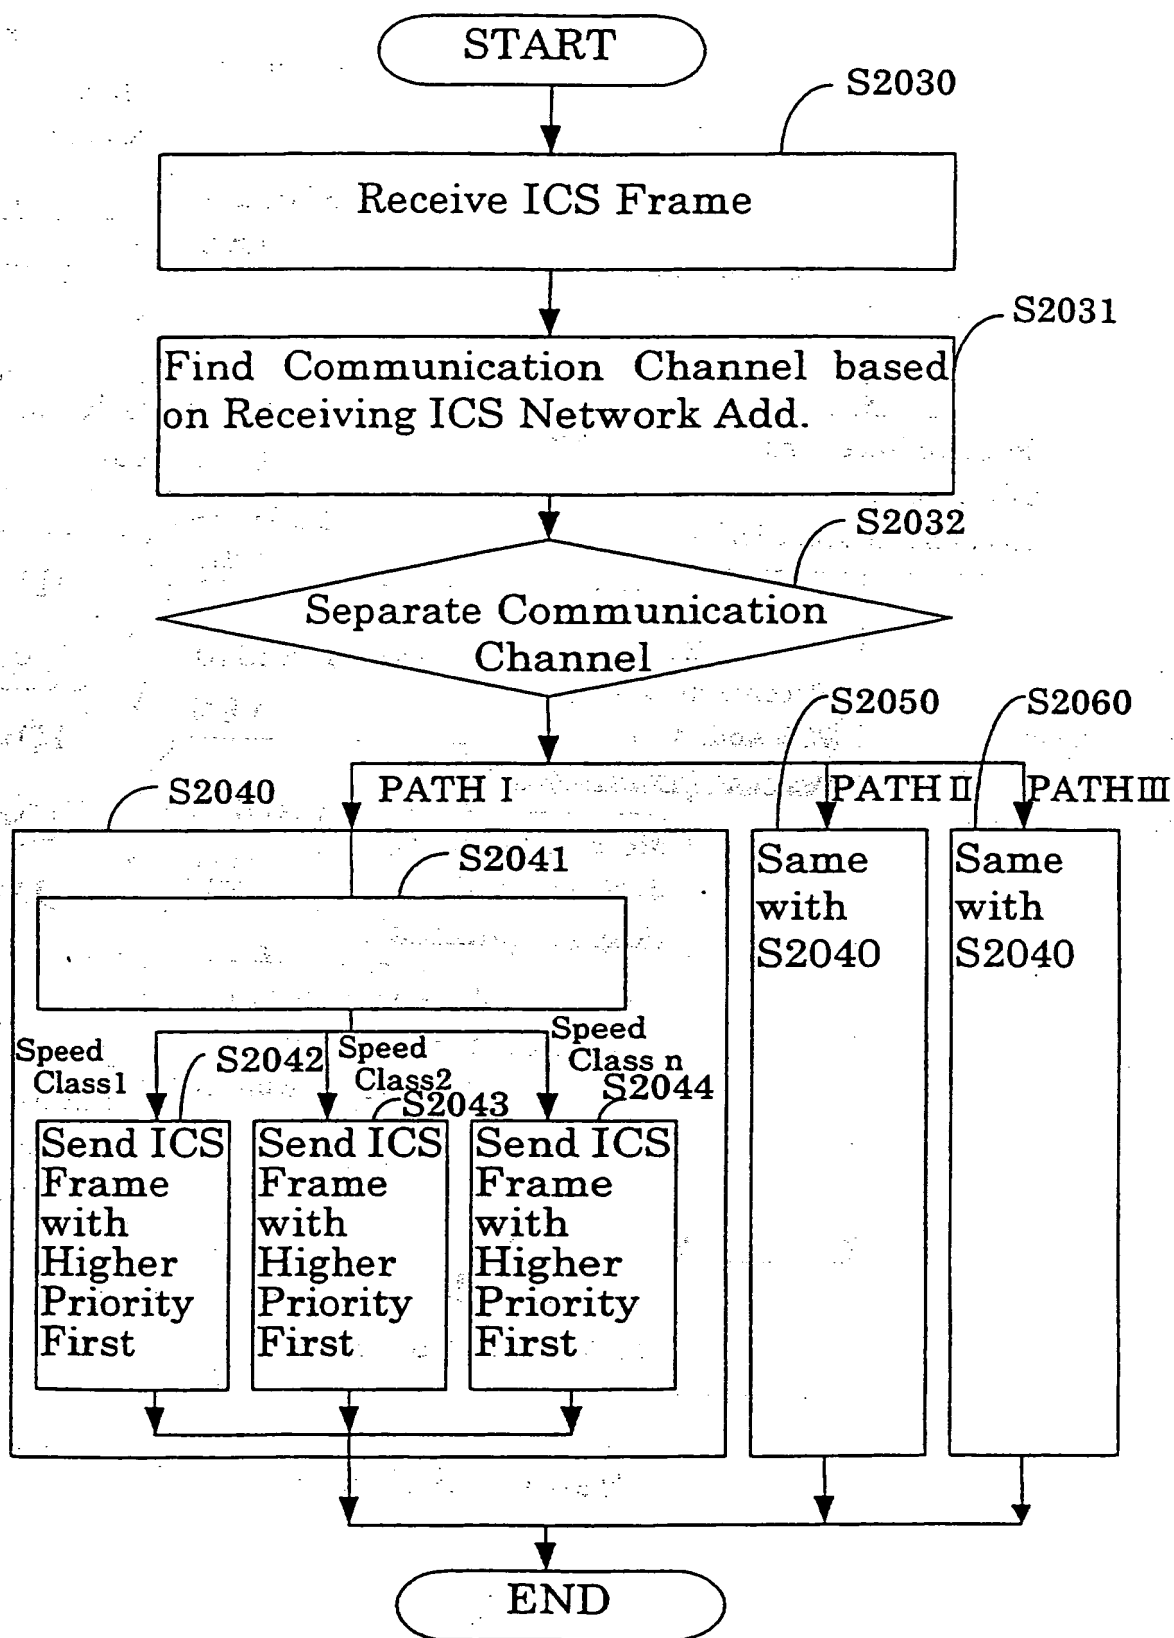 START
S2030
Receive ICS Frame
S2031
Find Communication Channel based
on Receiving ICS Network Add.
S2032
Separate Communication
Channel
S2050
S2060
S2040
PATH I
PATH II
PATH III
S2041
Same
with
S2040
Same
with
S2040
Speed
Class1
S2042
Speed
Class2
S2043
Speed
Class n
S2044
Send ICS
Frame
with
Higher
Priority
First
Send ICS
Frame
with
Higher
Priority
First
Send ICS
Frame
with
Higher
Priority
First
END